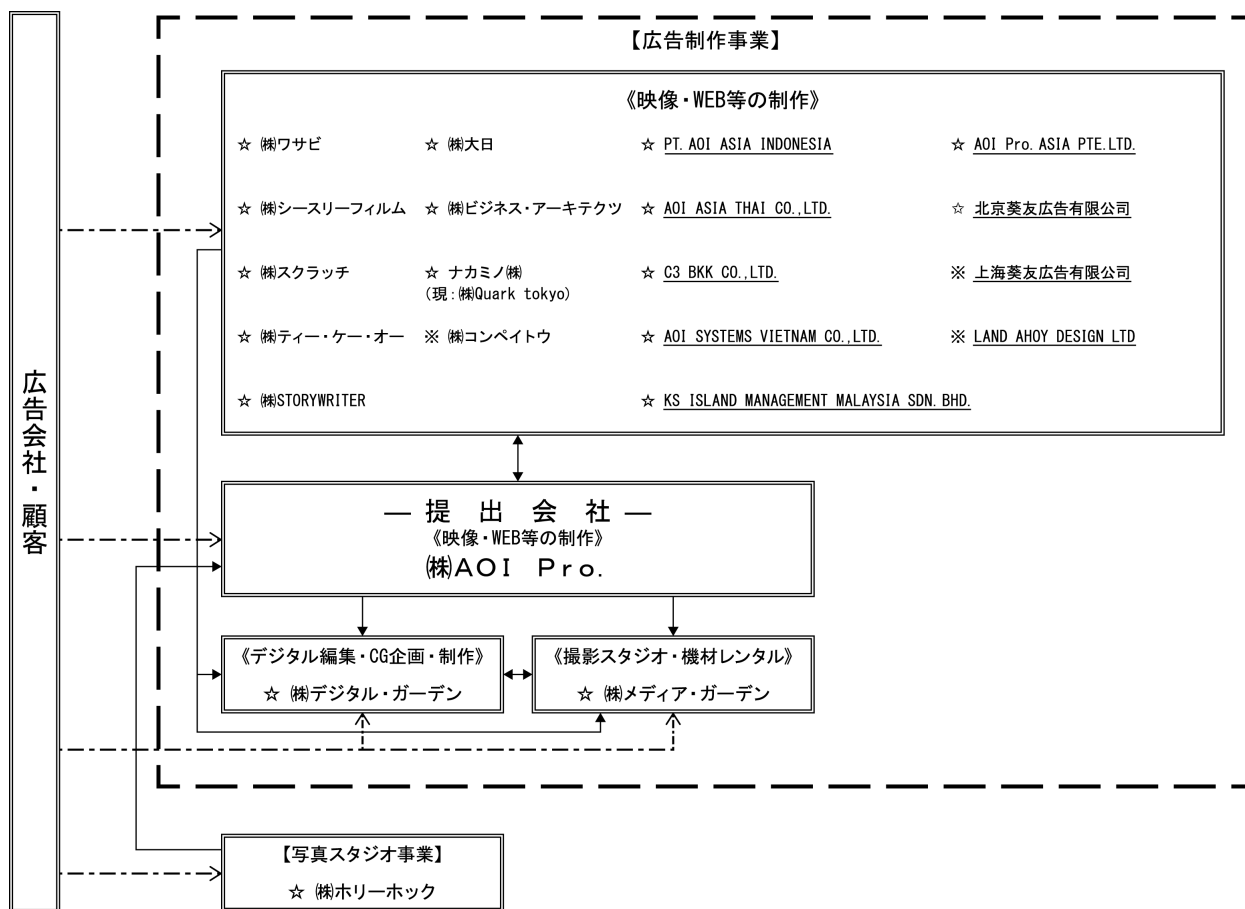 広告会社・顧客
【広告制作事業】
《映像・WEB等の制作》
☆ ㈱ワサビ ☆ ㈱大日 ☆ PT. AOI ASIA INDONESIA ☆ AOI Pro. ASIA PTE.LTD.
☆ ㈱シースリーフィルム ☆ ㈱ビジネス・アーキテクツ ☆ AOI ASIA THAI CO.,LTD. ☆ 北京葵友広告有限公司
☆ ㈱スクラッチ ☆ ナカミノ㈱ ☆ C3 BKK CO.,LTD. ※ 上海葵友広告有限公司
(現：㈱Quark tokyo)
☆ ㈱ティー・ケー・オー ※ ㈱コンペイトウ ☆ AOI SYSTEMS VIETNAM CO.,LTD. ※ LAND AHOY DESIGN LTD
☆ ㈱STORYWRITER ☆ KS ISLAND MANAGEMENT MALAYSIA SDN. BHD.
― 提 出 会 社 ―
《映像・WEB等の制作》
㈱ＡＯＩ Ｐｒｏ.
《デジタル編集・CG企画・制作》 《撮影スタジオ・機材レンタル》
☆ ㈱デジタル・ガーデン ☆ ㈱メディア・ガーデン
【写真スタジオ事業】
☆ ㈱ホリーホック